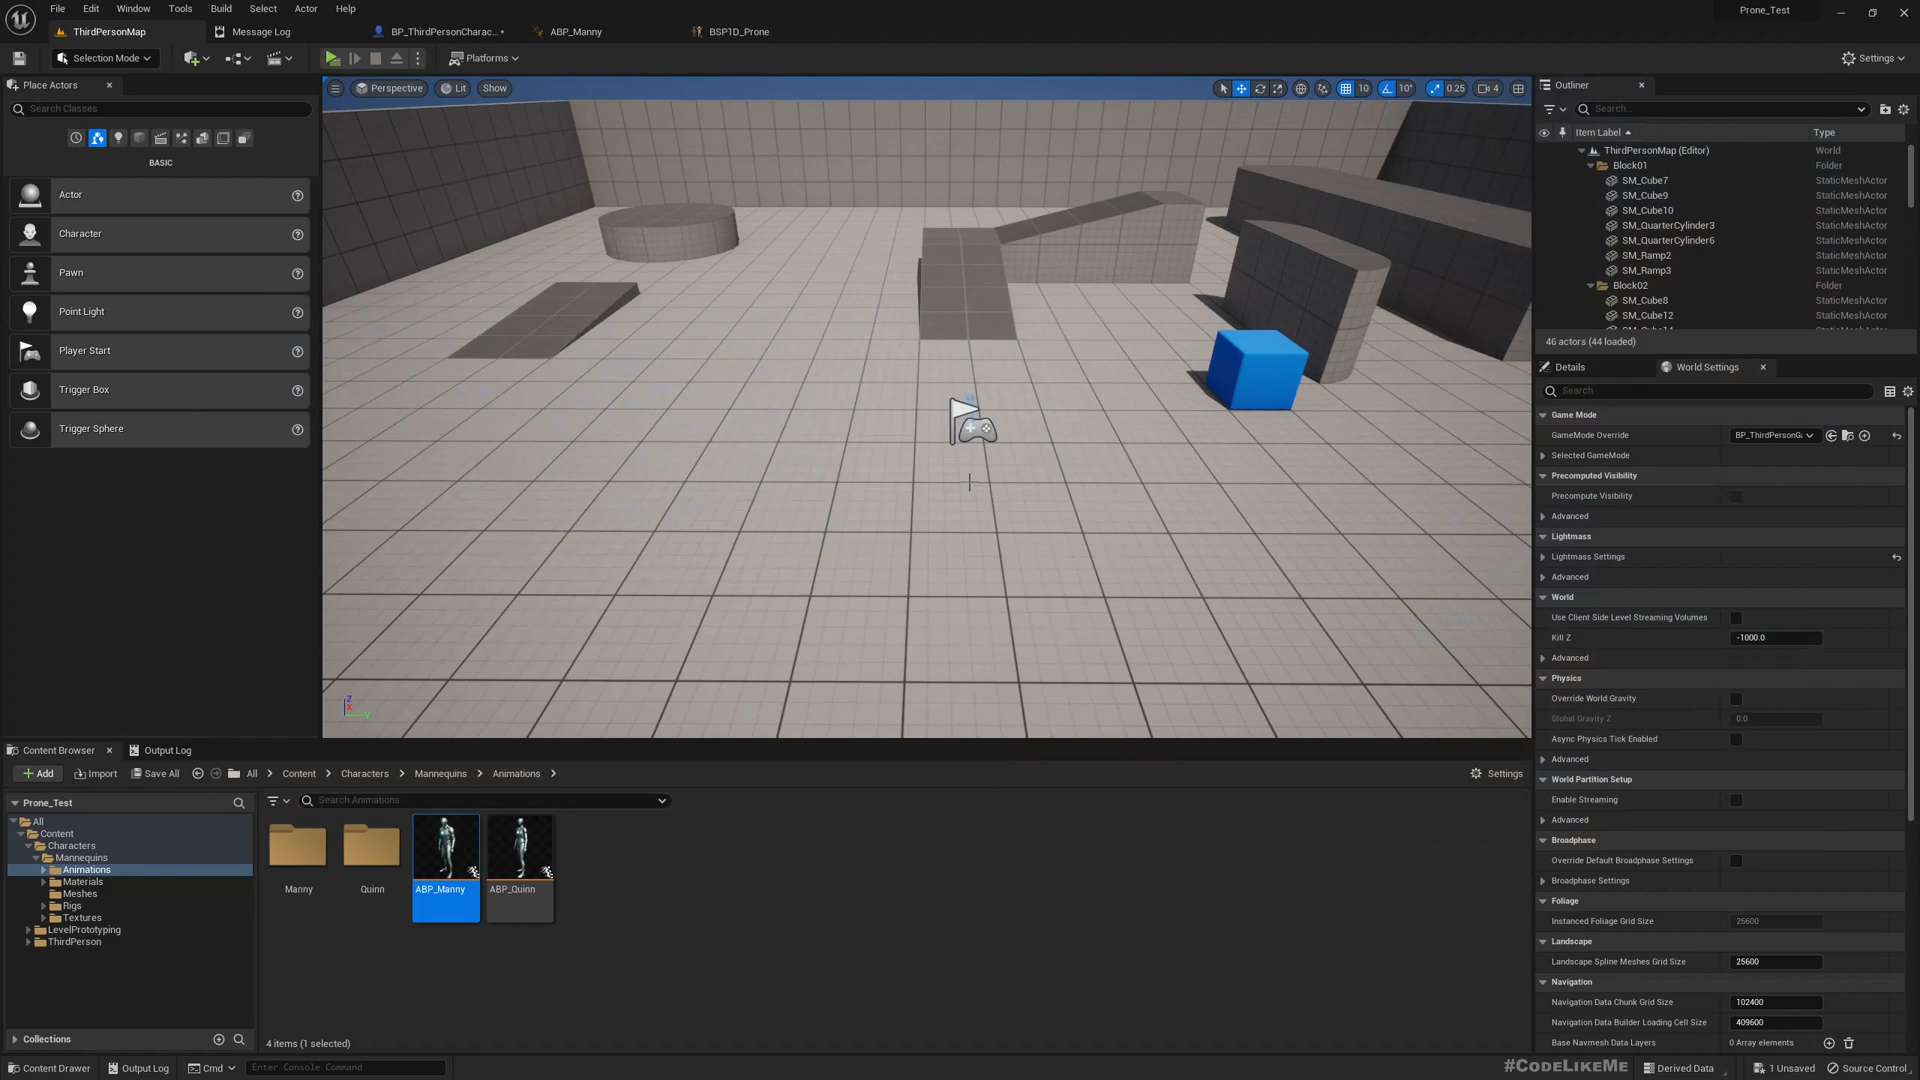 File Edit Window Tools Build Select Actor Help
Prone_Test
ThirdPersonMap
Message Log
BP_ThirdPersonCharac...•
ABP_Manny
BSP1D_Prone
Selection Mode
Platforms
Settings
Place Actors
Search Classes
BASIC
Actor
Character
Pawn
Point Light
Player Start
Trigger Box
Trigger Sphere
Perspective
Lit
Show
10
10°
0.25
4
Z
X
Y
Outliner
Search...
Item Label
Type
ThirdPersonMap (Editor) World
Block01 Folder
SM_Cube7 StaticMeshActor
SM_Cube9 StaticMeshActor
SM_Cube10 StaticMeshActor
SM_QuarterCylinder3 StaticMeshActor
SM_QuarterCylinder6 StaticMeshActor
SM_Ramp2 StaticMeshActor
SM_Ramp3 StaticMeshActor
Block02 Folder
SM_Cube8 StaticMeshActor
SM_Cube12 StaticMeshActor
46 actors (44 loaded)
Details
World Settings
Search
Game Mode
GameMode Override BP_ThirdPersonGa
Selected GameMode
Precomputed Visibility
Precompute Visibility
Advanced
Lightmass
Lightmass Settings
Advanced
World
Use Client Side Level Streaming Volumes
Kill Z -1000.0
Advanced
Physics
Override World Gravity
Global Gravity Z 0.0
Async Physics Tick Enabled
Advanced
World Partition Setup
Enable Streaming
Advanced
Broadphase
Override Default Broadphase Settings
Broadphase Settings
Foliage
Instanced Foliage Grid Size 25600
Landscape
Landscape Spline Meshes Grid Size 25600
Navigation
Navigation Data Chunk Grid Size 102400
Navigation Data Builder Loading Cell Size 409600
Base Navmesh Data Layers 0 Array elements
Content Browser
Output Log
Add
Import
Save All
All
Content
Characters
Mannequins
Animations
Settings
Prone_Test
All
Content
Characters
Mannequins
Animations
Materials
Meshes
Rigs
Textures
LevelPrototyping
ThirdPerson
Collections
Search Animations
Manny
Quinn
ABP_Manny
ABP_Quinn
4 items (1 selected)
Content Drawer
Output Log
Cmd
Enter Console Command
#CODELIKEME
Derived Data
1 Unsaved
Source Control